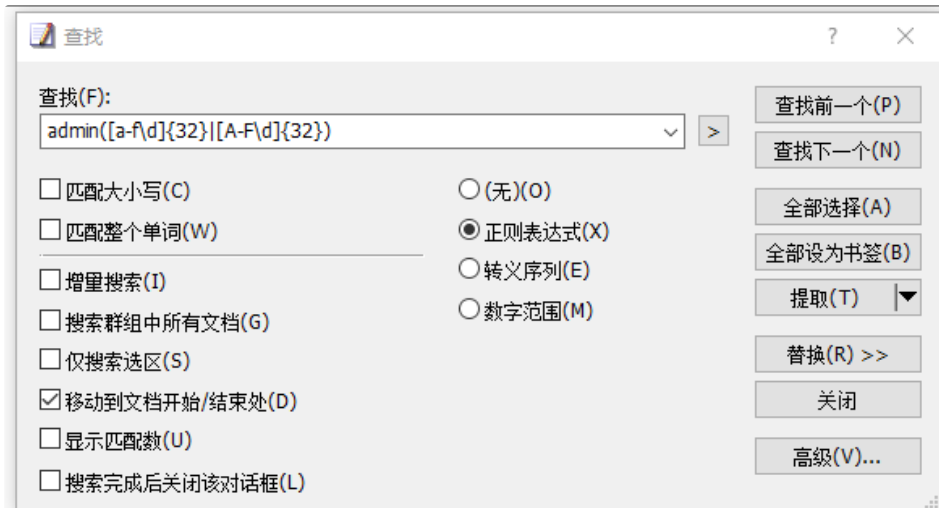 查找
?
查找(F):
admin([a-f\d]{32}|[A-F\d]{32})
>
查找前一个(P)
查找下一个(N)
匹配大小写(C)
匹配整个单词(W)
增量搜索(I)
搜索群组中所有文档(G)
仅搜索选区(S)
移动到文档开始/结束处(D)
显示匹配数(U)
搜索完成后关闭该对话框(L)
(无)(O)
正则表达式(X)
转义序列(E)
数字范围(M)
全部选择(A)
全部设为书签(B)
提取(T)
替换(R) >>
关闭
高级(V)...